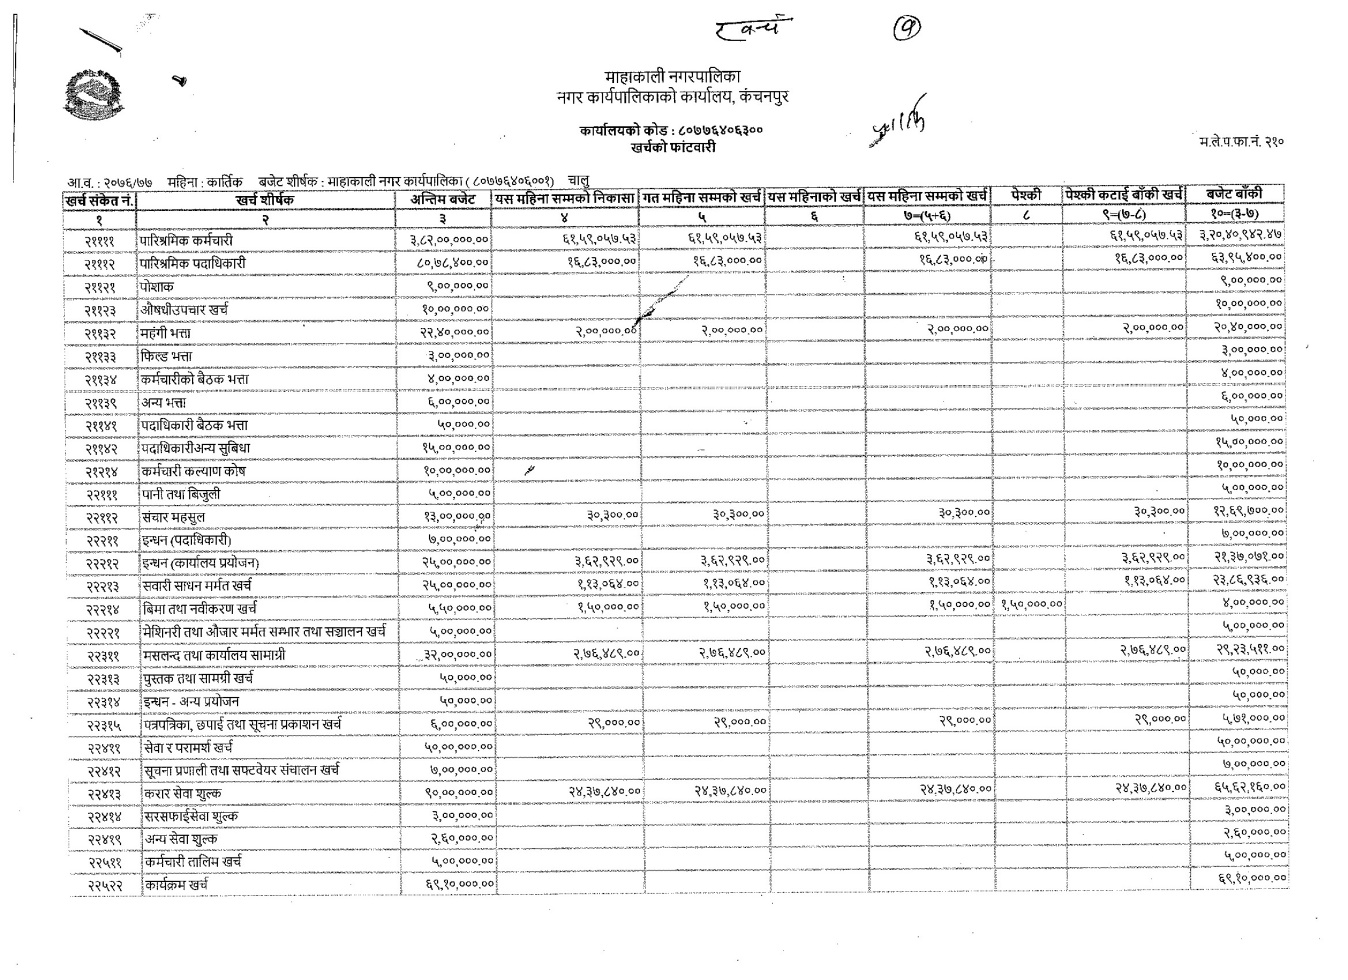 खर्च १
माहाकाली नगरपालिका
नगर कार्यपालिकाको कार्यालय, कंचनपुर
कार्यालयको कोड : ८०७७६४०६३००
खर्चको फांटवारी
म.ले.प.फा.नं. २१०
आ.व. : २०७६/७७ महिना : कार्तिक बजेट शीर्षक : माहाकाली नगर कार्यपालिका ( ८०७७६४०६००१) चालु
खर्च संकेत नं. खर्च शीर्षक अन्तिम बजेट यस महिना सम्मको निकासा गत महिना सम्मको खर्च यस महिनाको खर्च यस महिना सम्मको खर्च पेश्की पेश्की कटाई बाँकी खर्च बजेट बाँकी
१ २ ३ ४ ५ ६ ७=(५+६) ८ ९=(७-८) १०=(३-७)
२११११ पारिश्रमिक कर्मचारी ३,८२,००,०००.०० ६१,५९,०५७.५३ ६१,५९,०५७.५३ ६१,५९,०५७.५३ ६१,५९,०५७.५३ ३,२०,४०,९४२.४७
२१११२ पारिश्रमिक पदाधिकारी ८०,७८,४००.०० १६,८३,०००.०० १६,८३,०००.०० १६,८३,०००.०० १६,८३,०००.०० ६३,९५,४००.००
२११२१ पोशाक ९,००,०००.०० ९,००,०००.००
२११२३ औषधीउपचार खर्च १०,००,०००.०० १०,००,०००.००
२११३२ महंगी भत्ता २२,४०,०००.०० २,००,०००.०० २,००,०००.०० २,००,०००.०० २,००,०००.०० २०,४०,०००.००
२११३३ फिल्ड भत्ता ३,००,०००.०० ३,००,०००.००
२११३४ कर्मचारीको बैठक भत्ता ४,००,०००.०० ४,००,०००.००
२११३९ अन्य भत्ता ६,००,०००.०० ६,००,०००.००
२११४१ पदाधिकारी बैठक भत्ता ५०,०००.०० ५०,०००.००
२११४२ पदाधिकारीअन्य सुबिधा १५,००,०००.०० १५,००,०००.००
२१२१४ कर्मचारी कल्याण कोष १०,००,०००.०० १०,००,०००.००
२२१११ पानी तथा बिजुली ५,००,०००.०० ५,००,०००.००
२२११२ संचार महसुल १३,००,०००.०० ३०,३००.०० ३०,३००.०० ३०,३००.०० ३०,३००.०० १२,६९,७००.००
२२२११ इन्धन (पदाधिकारी) ७,००,०००.०० ७,००,०००.००
२२२१२ इन्धन (कार्यालय प्रयोजन) २५,००,०००.०० ३,६२,९२९.०० ३,६२,९२९.०० ३,६२,९२९.०० ३,६२,९२९.०० २१,३७,०७१.००
२२२१३ सवारी साधन मर्मत खर्च २५,००,०००.०० १,१३,०६४.०० १,१३,०६४.०० १,१३,०६४.०० १,१३,०६४.०० २३,८६,९३६.००
२२२१४ बिमा तथा नवीकरण खर्च ५,५०,०००.०० १,५०,०००.०० १,५०,०००.०० १,५०,०००.०० १,५०,०००.०० ४,००,०००.००
२२२२१ मेशिनरी तथा औजार मर्मत सम्भार तथा सञ्चालन खर्च ५,००,०००.०० ५,००,०००.००
२२३११ मसलन्द तथा कार्यालय सामाग्री ३२,००,०००.०० २,७६,४८९.०० २,७६,४८९.०० २,७६,४८९.०० २,७६,४८९.०० २९,२३,५११.००
२२३१३ पुस्तक तथा सामग्री खर्च ५०,०००.०० ५०,०००.००
२२३१४ इन्धन - अन्य प्रयोजन ५०,०००.०० ५०,०००.००
२२३१५ पत्रपत्रिका, छपाई तथा सूचना प्रकाशन खर्च ६,००,०००.०० २९,०००.०० २९,०००.०० २९,०००.०० २९,०००.०० ५,७१,०००.००
२२४११ सेवा र परामर्श खर्च ५०,००,०००.०० ५०,००,०००.००
२२४१२ सूचना प्रणाली तथा सफ्टवेयर संचालन खर्च ७,००,०००.०० ७,००,०००.००
२२४१३ करार सेवा शुल्क ९०,००,०००.०० २४,३७,८४०.०० २४,३७,८४०.०० २४,३७,८४०.०० २४,३७,८४०.०० ६५,६२,१६०.००
२२४१४ सरसफाईसेवा शुल्क ३,००,०००.०० ३,००,०००.००
२२४१९ अन्य सेवा शुल्क २,६०,०००.०० २,६०,०००.००
२२५११ कर्मचारी तालिम खर्च ५,००,०००.०० ५,००,०००.००
२२५२२ कार्यक्रम खर्च ६९,१०,०००.०० ६९,१०,०००.००